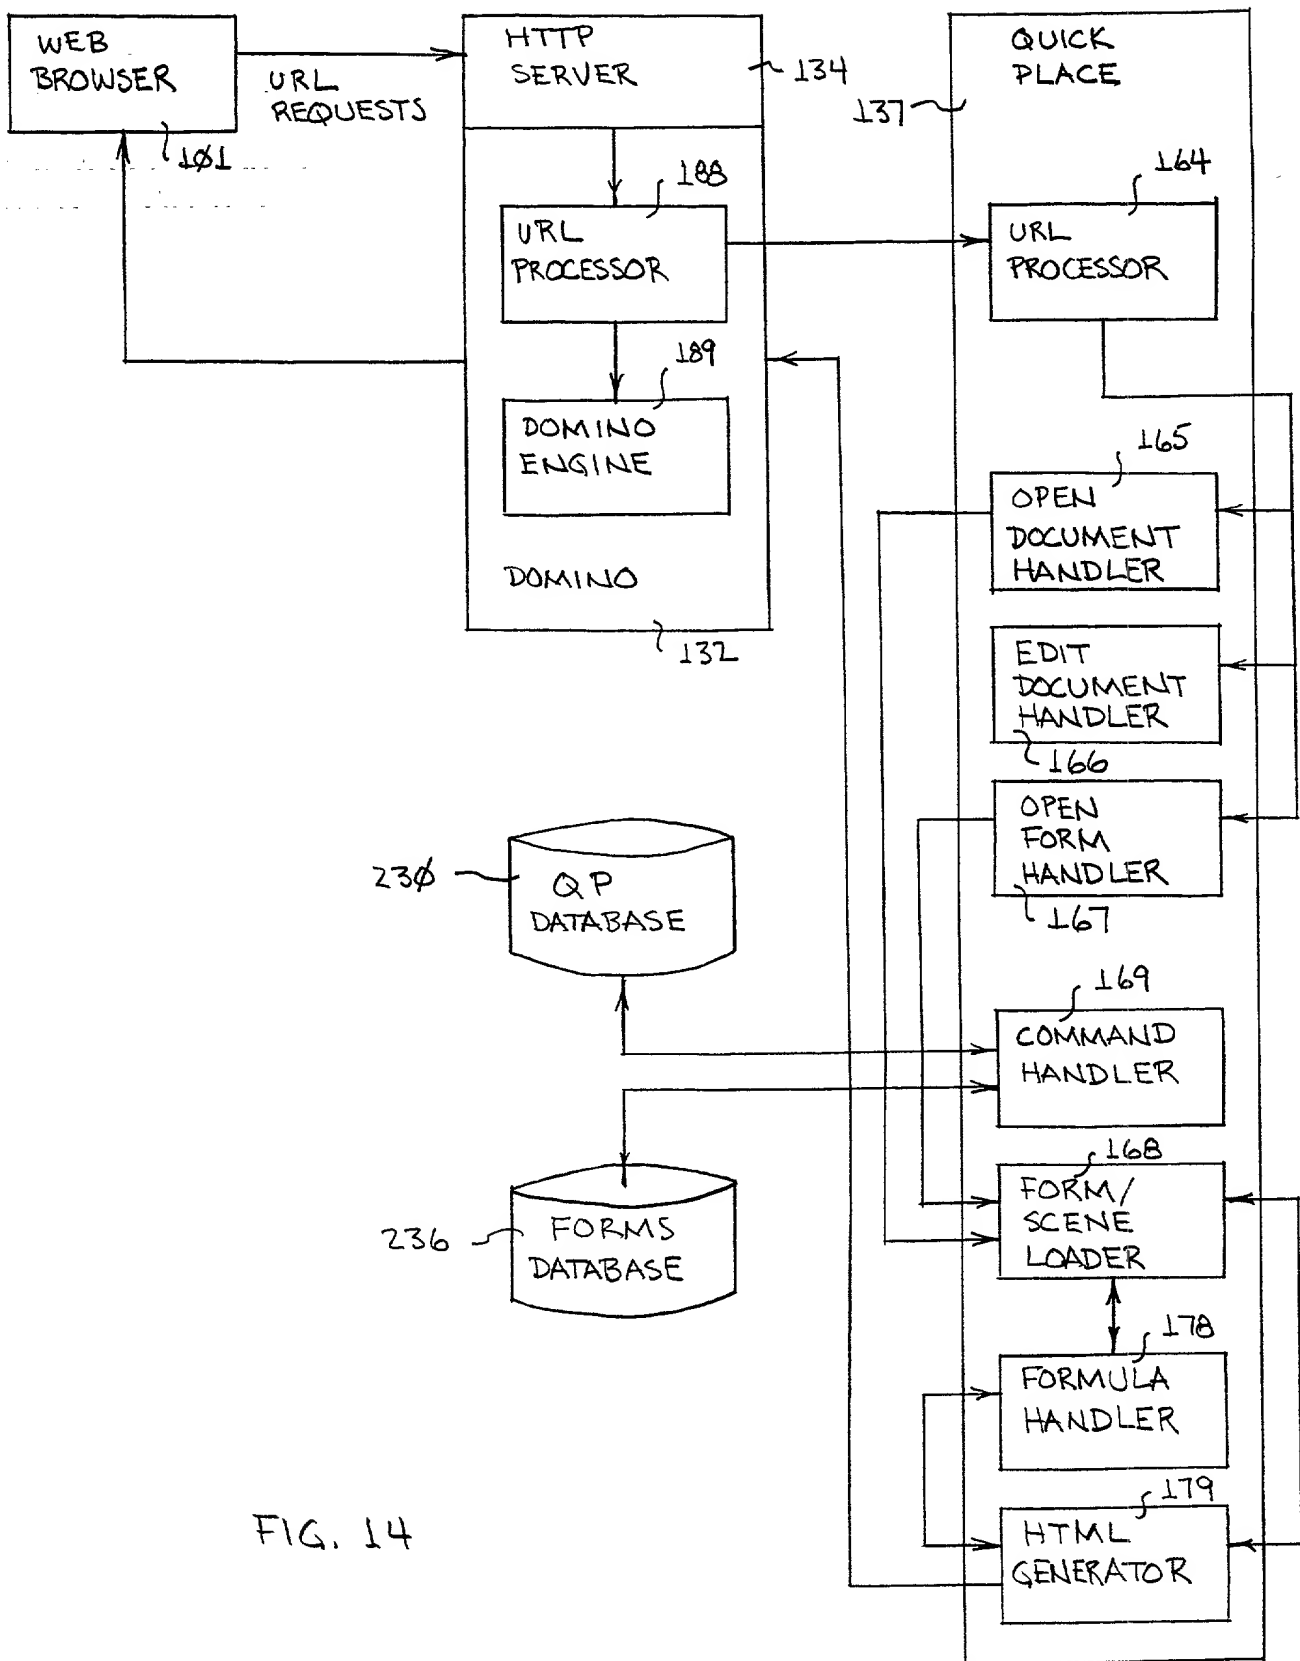 WEB
BROWSER
101
URL
REQUESTS
HTTP
SERVER
134
QUICK
PLACE
137
188
URL
PROCESSOR
164
URL
PROCESSOR
189
DOMINO
ENGINE
DOMINO
132
165
OPEN
DOCUMENT
HANDLER
EDIT
DOCUMENT
HANDLER
166
OPEN
FORM
HANDLER
167
230
QP
DATABASE
169
COMMAND
HANDLER
168
FORM/
SCENE
LOADER
236
FORMS
DATABASE
178
FORMULA
HANDLER
179
HTML
GENERATOR
FIG. 14